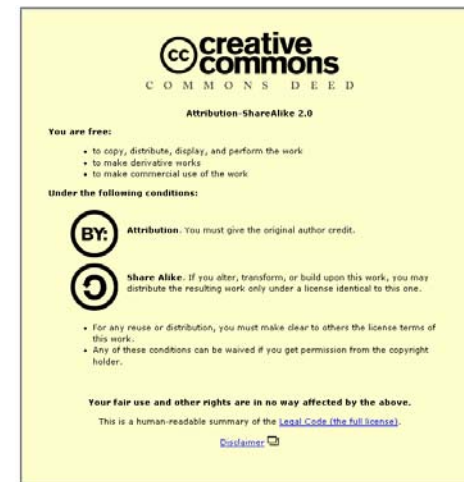 cc creative
commons
COMMONS DEED
Attribution-ShareAlike 2.0
You are free:
• to copy, distribute, display, and perform the work
• to make derivative works
• to make commercial use of the work
Under the following conditions:
BY:
Attribution. You must give the original author credit.
Share Alike. If you alter, transform, or build upon this work, you may
distribute the resulting work only under a license identical to this one.
• For any reuse or distribution, you must make clear to others the license terms of
this work.
• Any of these conditions can be waived if you get permission from the copyright
holder.
Your fair use and other rights are in no way affected by the above.
This is a human-readable summary of the Legal Code (the full license).
Disclaimer